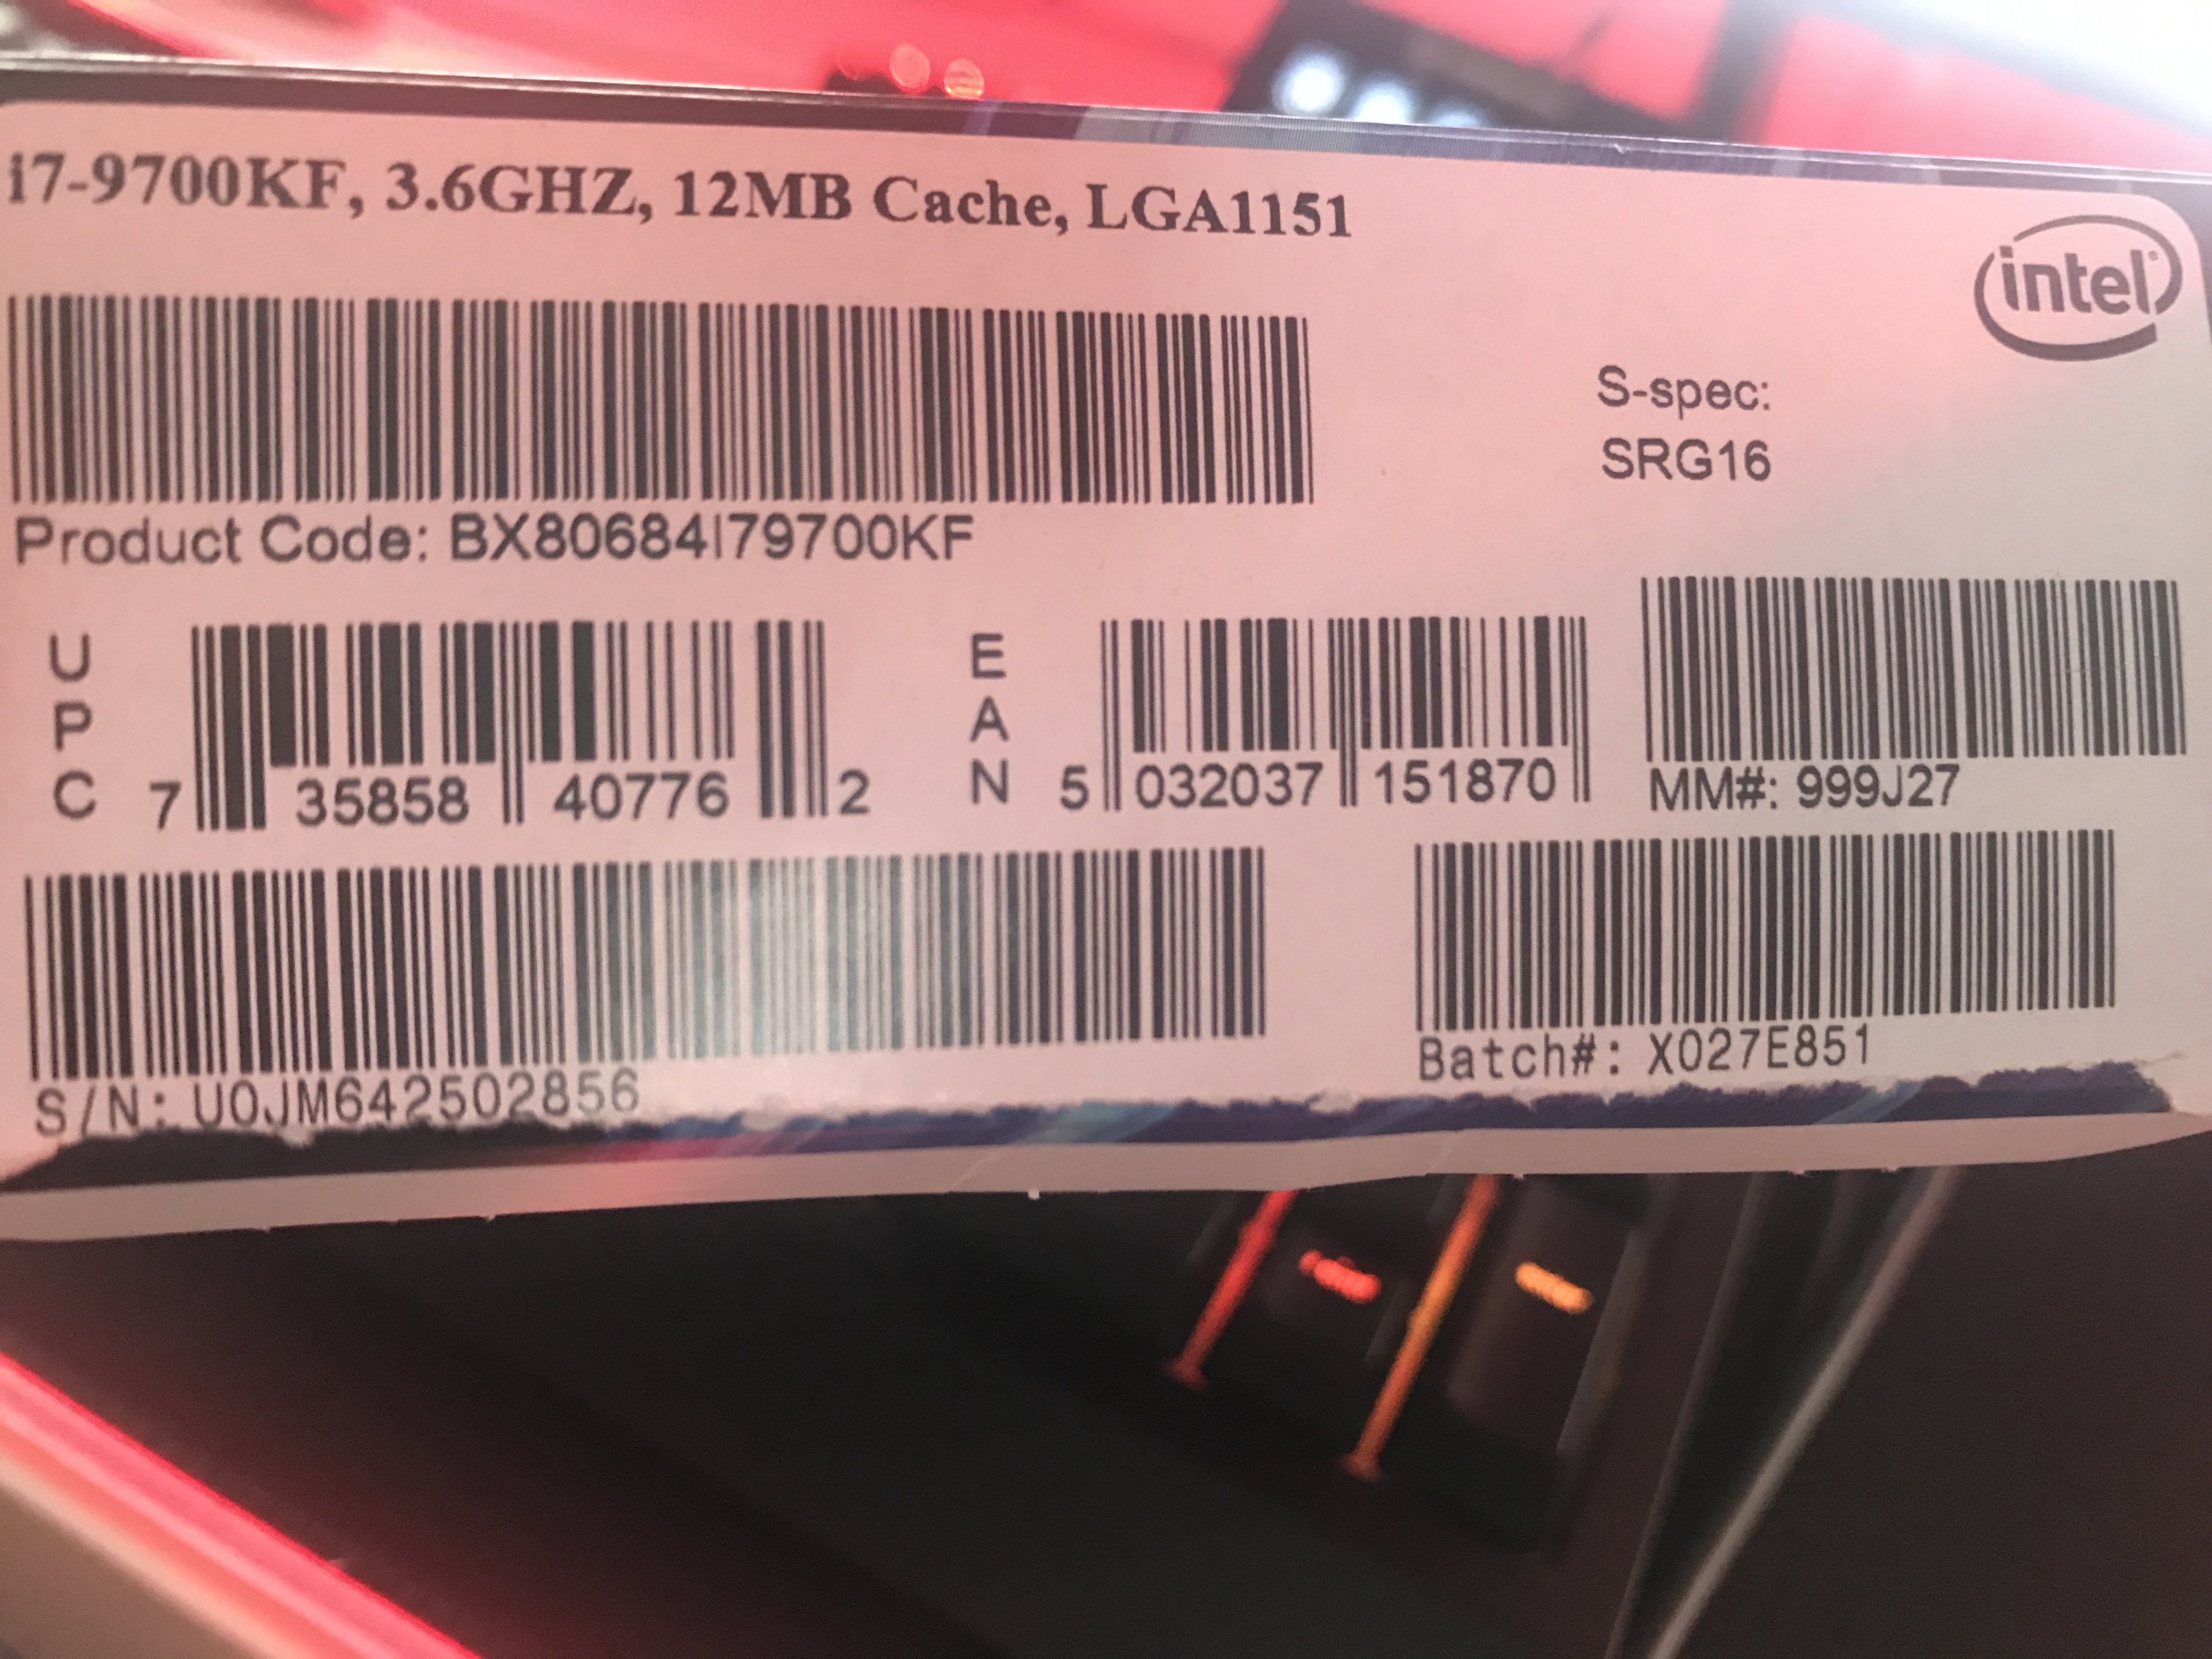 i7-9700KF, 3.6GHZ, 12MB Cache, LGA1151
intel
S-spec:
SRG16
Product Code: BX80684I79700KF
UPC 7 35858 40776 2
EAN 5 032037 151870
MM#: 999J27
S/N: U0JM642502856
Batch#: X027E851